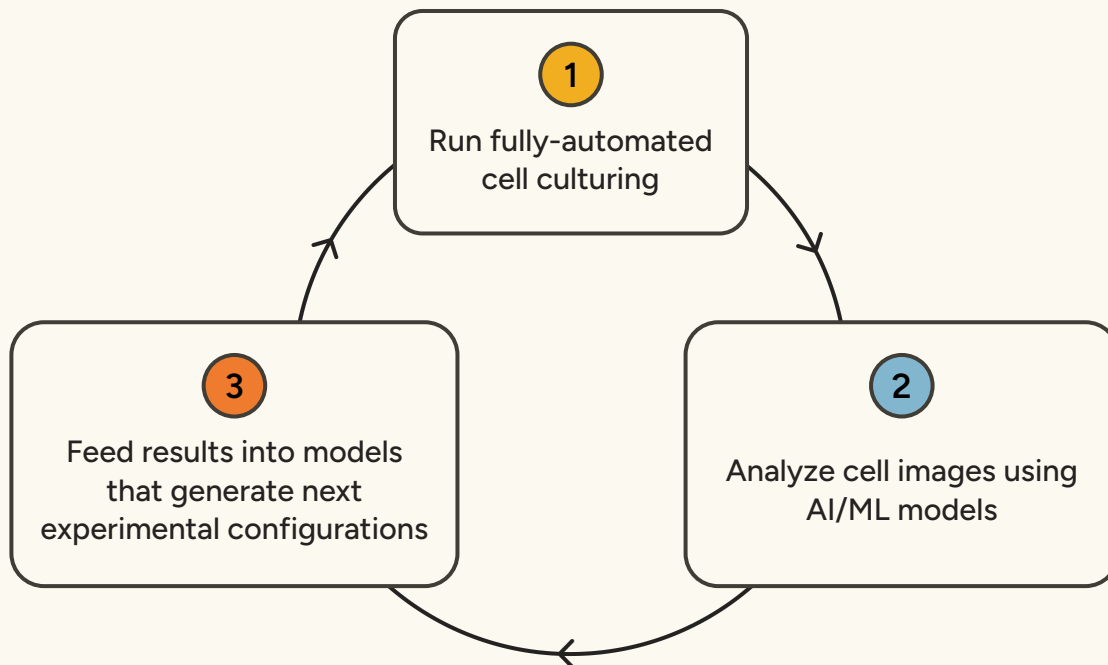 1
Run fully-automated
cell culturing
2
Analyze cell images using
AI/ML models
3
Feed results into models
that generate next
experimental configurations